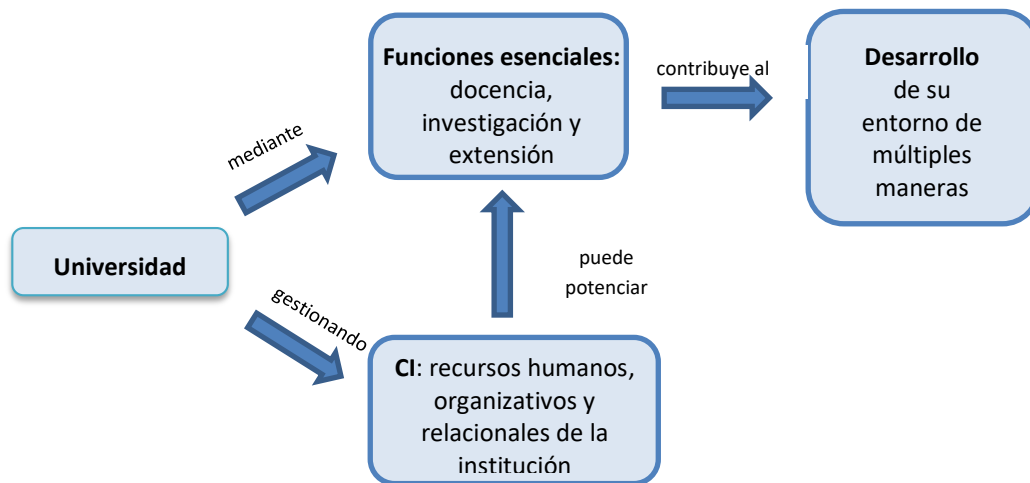 Universidad
mediante
Funciones esenciales:
docencia,
investigación y
extensión
contribuye al
Desarrollo
de su
entorno de
múltiples
maneras
gestionando
CI: recursos humanos,
organizativos y
relacionales de la
institución
puede
potenciar